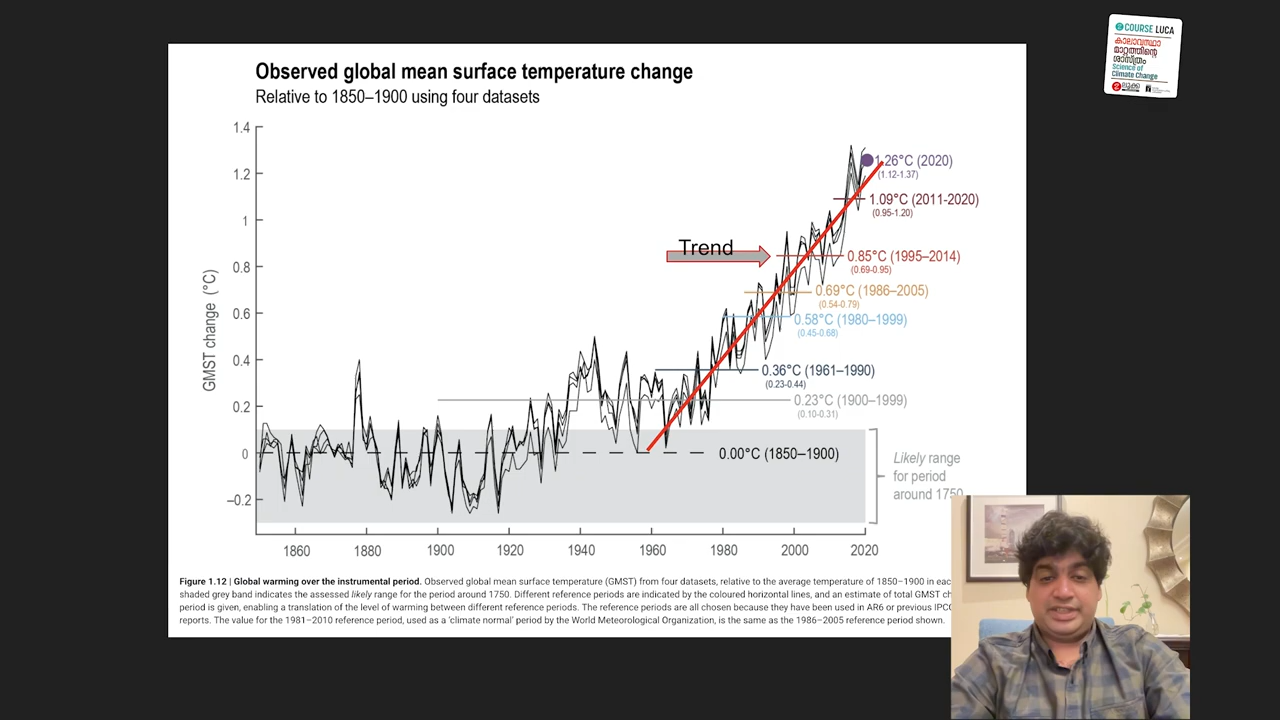 COURSE LUCA
കാലാവസ്ഥാ
മാറ്റത്തിന്റെ
ശാസ്ത്രം
Science of
Climate Change
ലൂക്ക
Observed global mean surface temperature change
Relative to 1850–1900 using four datasets
GMST change (°C)
1.4
1.2
1
0.8
0.6
0.4
0.2
0
–0.2
1.26°C (2020)
(1.12-1.37)
1.09°C (2011-2020)
(0.95-1.20)
Trend
0.85°C (1995–2014)
(0.69-0.95)
0.69°C (1986–2005)
(0.54-0.79)
0.58°C (1980–1999)
(0.45-0.68)
0.36°C (1961–1990)
(0.23-0.44)
0.23°C (1900–1999)
(0.10-0.31)
0.00°C (1850–1900)
Likely range
for period
around 1750
1860 1880 1900 1920 1940 1960 1980 2000 2020
Figure 1.12 | Global warming over the instrumental period. Observed global mean surface temperature (GMST) from four datasets, relative to the average temperature of 1850–1900 in eac
shaded grey band indicates the assessed likely range for the period around 1750. Different reference periods are indicated by the coloured horizontal lines, and an estimate of total GMST ch
period is given, enabling a translation of the level of warming between different reference periods. The reference periods are all chosen because they have been used in AR6 or previous IPCC
reports. The value for the 1981–2010 reference period, used as a 'climate normal' period by the World Meteorological Organization, is the same as the 1986–2005 reference period shown.